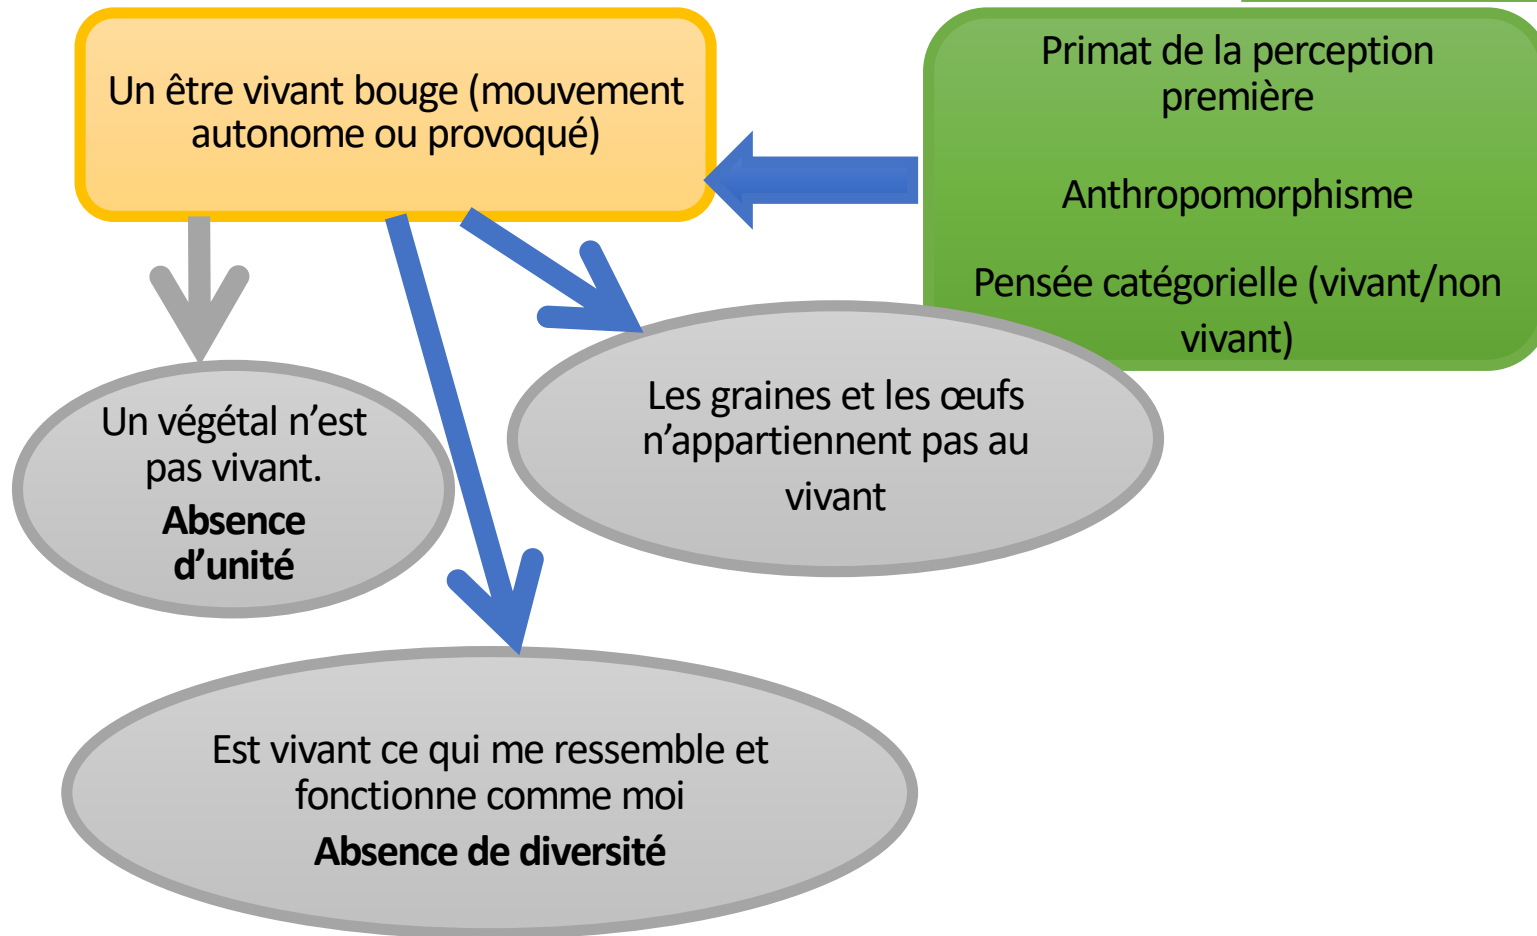 Un être vivant bouge (mouvement
autonome ou provoqué)
Primat de la perception
première
Anthropomorphisme
Pensée catégorielle (vivant/non
vivant)
Un végétal n’est
pas vivant.
Absence
d’unité
Les graines et les œufs
n’appartiennent pas au
vivant
Est vivant ce qui me ressemble et
fonctionne comme moi
Absence de diversité